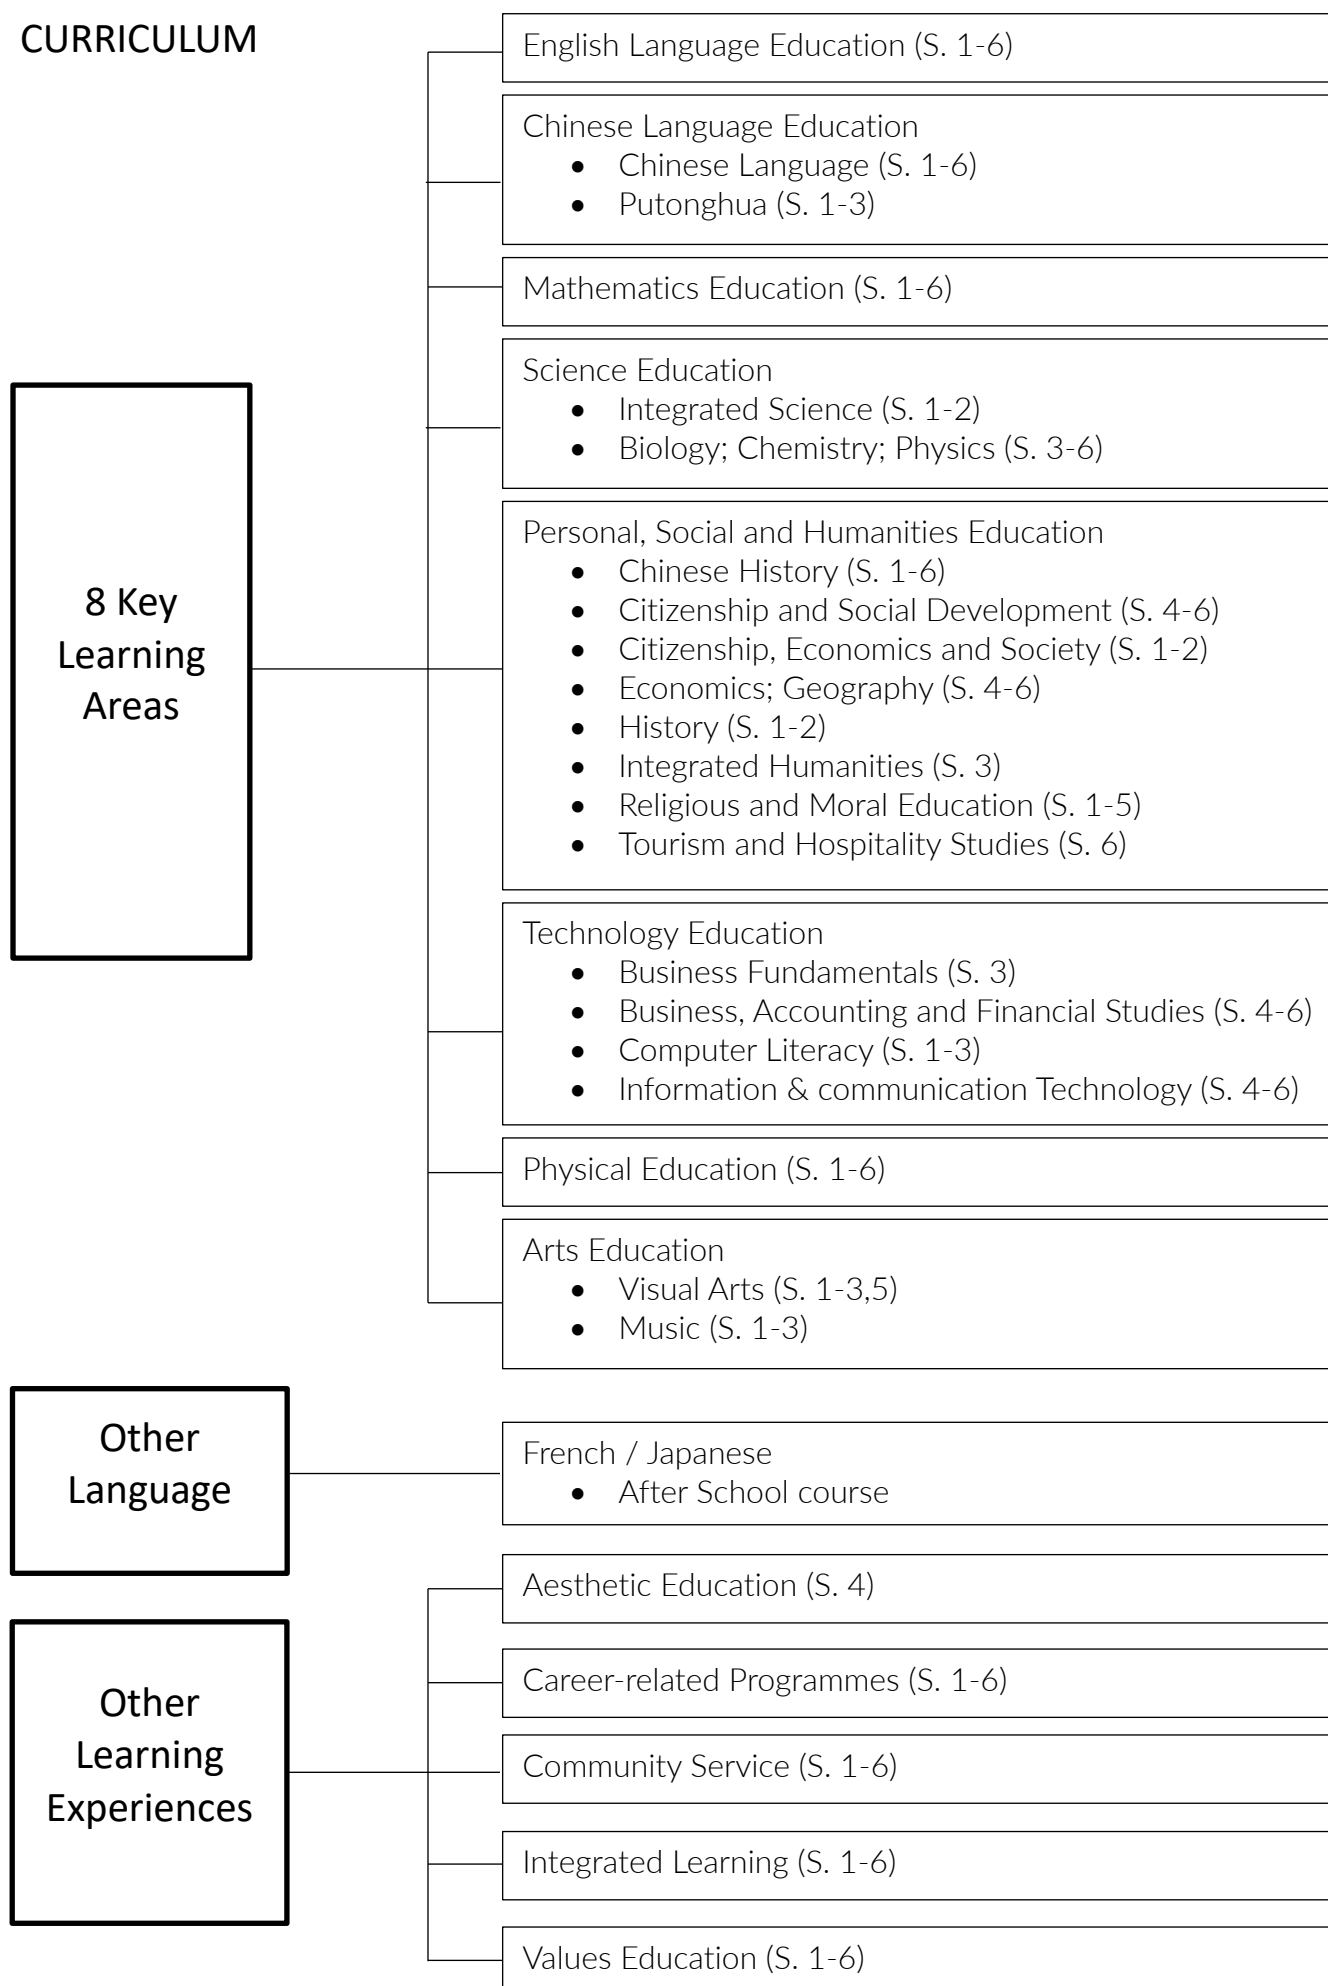 CURRICULUM
English Language Education (S. 1-6)
Chinese Language Education
• Chinese Language (S. 1-6)
• Putonghua (S. 1-3)
Mathematics Education (S. 1-6)
Science Education
• Integrated Science (S. 1-2)
• Biology; Chemistry; Physics (S. 3-6)
8 Key
Learning
Areas
Personal, Social and Humanities Education
• Chinese History (S. 1-6)
• Citizenship and Social Development (S. 4-6)
• Citizenship, Economics and Society (S. 1-2)
• Economics; Geography (S. 4-6)
• History (S. 1-2)
• Integrated Humanities (S. 3)
• Religious and Moral Education (S. 1-5)
• Tourism and Hospitality Studies (S. 6)
Technology Education
• Business Fundamentals (S. 3)
• Business, Accounting and Financial Studies (S. 4-6)
• Computer Literacy (S. 1-3)
• Information & communication Technology (S. 4-6)
Physical Education (S. 1-6)
Arts Education
• Visual Arts (S. 1-3,5)
• Music (S. 1-3)
Other
Language
French / Japanese
• After School course
Other
Learning
Experiences
Aesthetic Education (S. 4)
Career-related Programmes (S. 1-6)
Community Service (S. 1-6)
Integrated Learning (S. 1-6)
Values Education (S. 1-6)